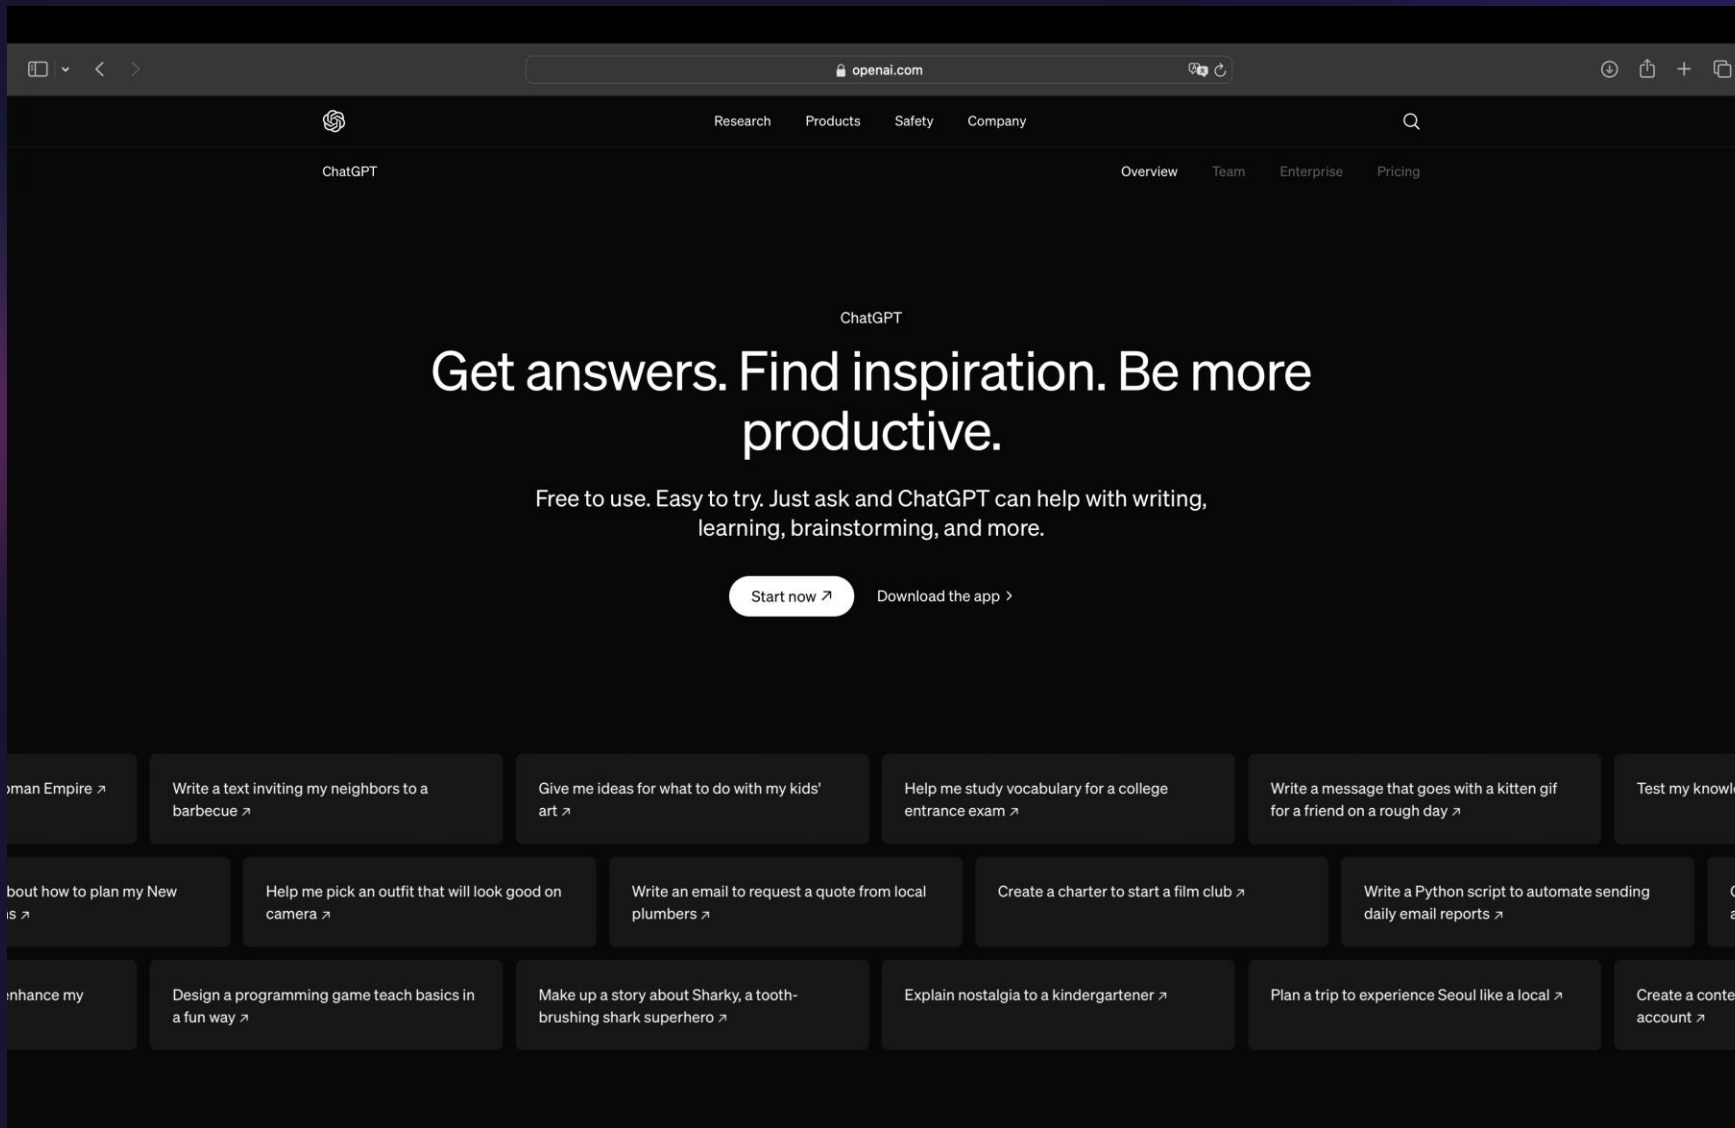 openai.com
Research Products Safety Company
ChatGPT Overview Team Enterprise Pricing
ChatGPT
Get answers. Find inspiration. Be more
productive.
Free to use. Easy to try. Just ask and ChatGPT can help with writing,
learning, brainstorming, and more.
Start now ↗ Download the app >
Empire ↗
Write a text inviting my neighbors to a
barbecue ↗
Give me ideas for what to do with my kids'
art ↗
Help me study vocabulary for a college
entrance exam ↗
Write a message that goes with a kitten gif
for a friend on a rough day ↗
Test my
how to plan my New
Help me pick an outfit that will look good on
camera ↗
Write an email to request a quote from local
plumbers ↗
Create a charter to start a film club ↗
Write a Python script to automate sending
daily email reports ↗
enhance my
Design a programming game teach basics in
a fun way ↗
Make up a story about Sharky, a tooth-
brushing shark superhero ↗
Explain nostalgia to a kindergartener ↗
Plan a trip to experience Seoul like a local ↗
Create a
account ↗